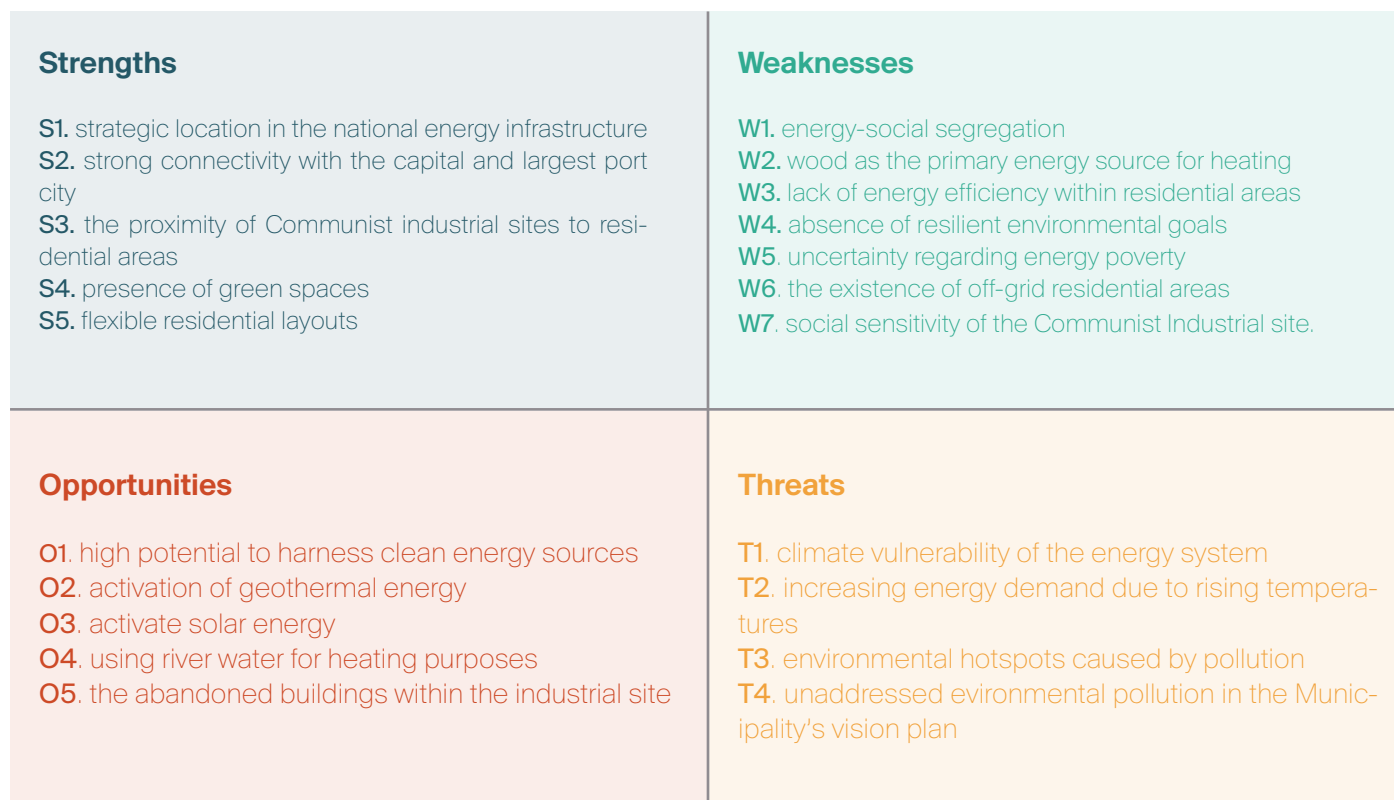 Strengths
S1. strategic location in the national energy infrastructure
S2. strong connectivity with the capital and largest port
city
S3. the proximity of Communist industrial sites to resi-
dential areas
S4. presence of green spaces
S5. flexible residential layouts
Weaknesses
W1. energy-social segregation
W2. wood as the primary energy source for heating
W3. lack of energy efficiency within residential areas
W4. absence of resilient environmental goals
W5. uncertainty regarding energy poverty
W6. the existence of off-grid residential areas
W7. social sensitivity of the Communist Industrial site.
Opportunities
O1. high potential to harness clean energy sources
O2. activation of geothermal energy
O3. activate solar energy
O4. using river water for heating purposes
O5. the abandoned buildings within the industrial site
Threats
T1. climate vulnerability of the energy system
T2. increasing energy demand due to rising tempera-
tures
T3. environmental hotspots caused by pollution
T4. unaddressed evironmental pollution in the Munic-
ipality's vision plan